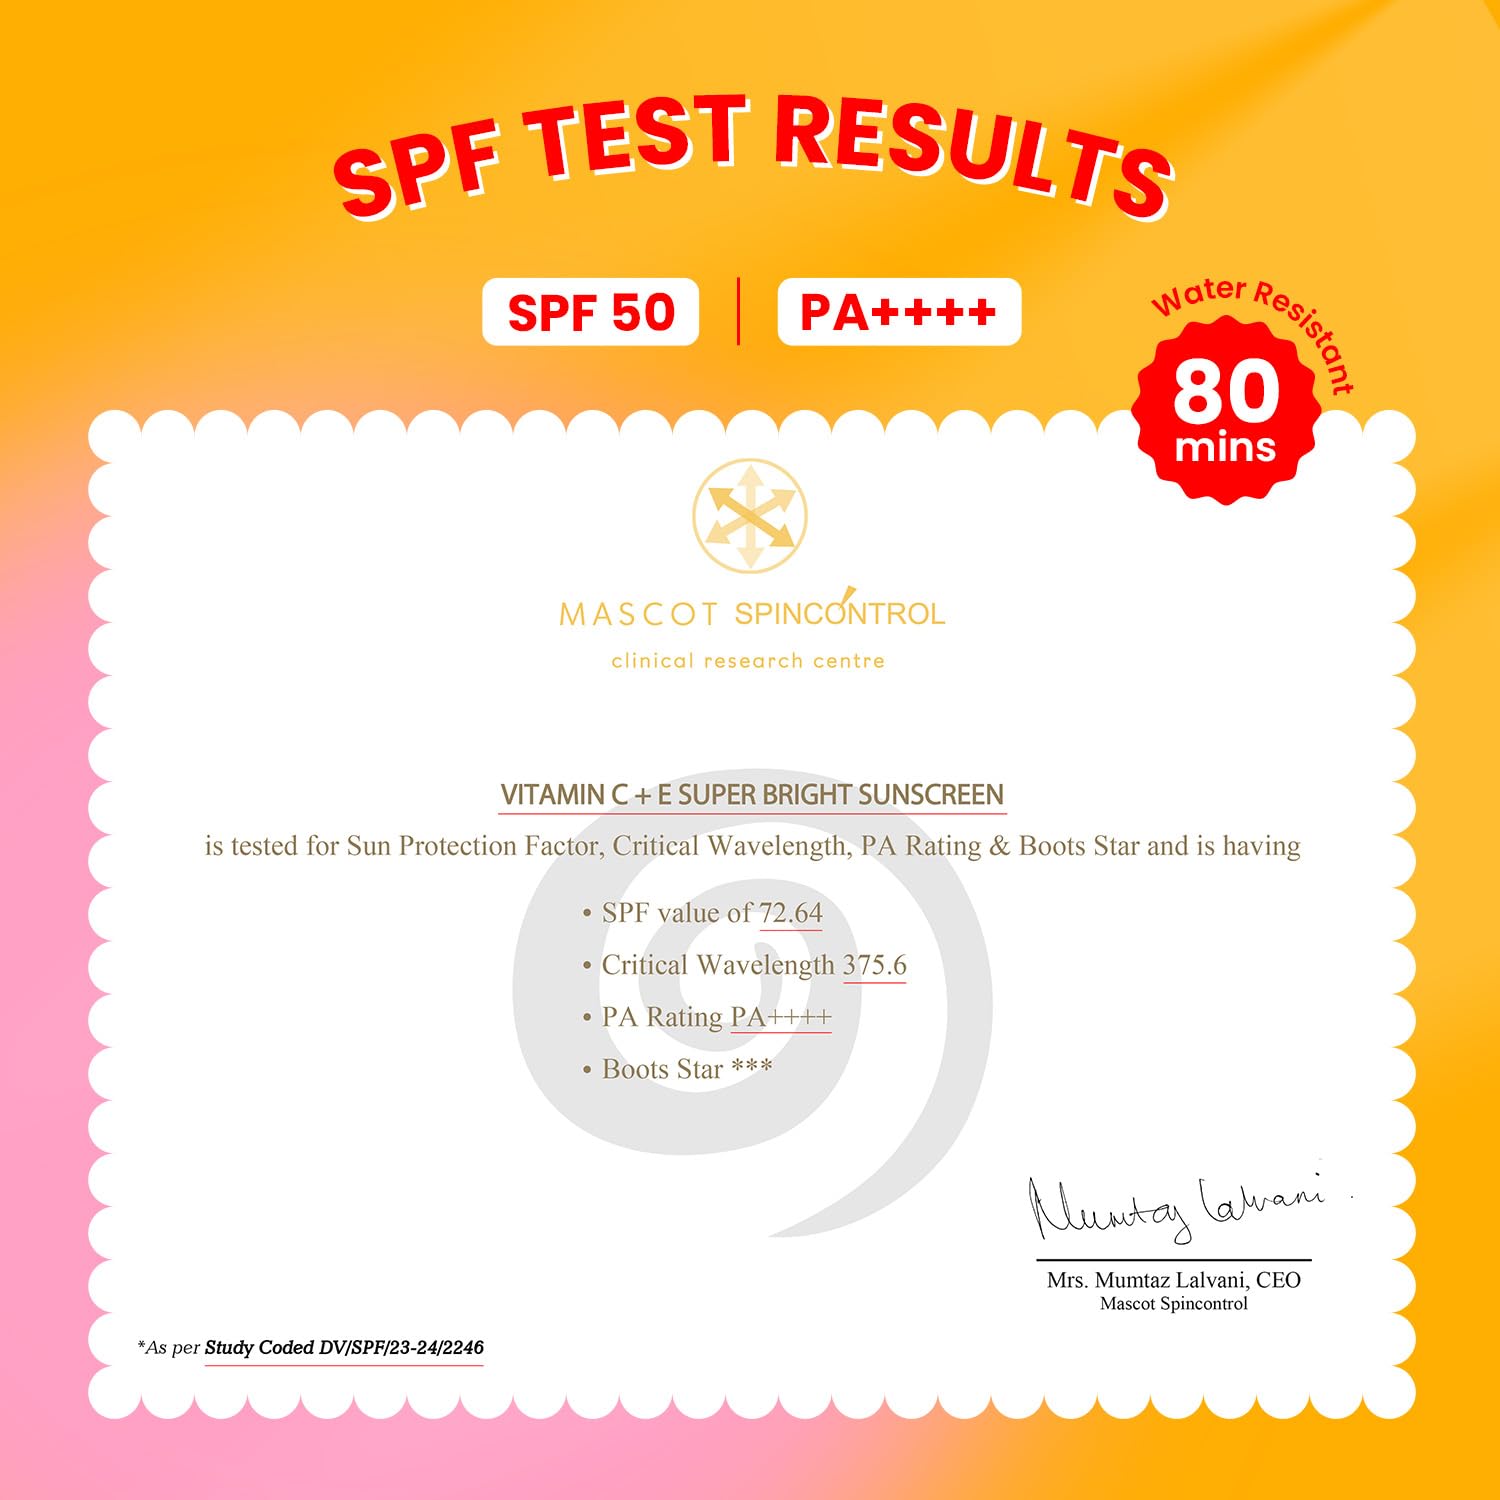 SPF TEST RESULTS
SPF 50
PA++++
Water Resistant
80
mins
MASCOT SPINCONTROL
clinical research centre
VITAMIN C + E SUPER BRIGHT SUNSCREEN
is tested for Sun Protection Factor, Critical Wavelength, PA Rating & Boots Star and is having
• SPF value of 72.64
• Critical Wavelength 375.6
• PA Rating PA++++
• Boots Star ***
Mumtaz Lalvani
Mrs. Mumtaz Lalvani, CEO
Mascot Spincontrol
*As per Study Coded DV/SPF/23-24/2246